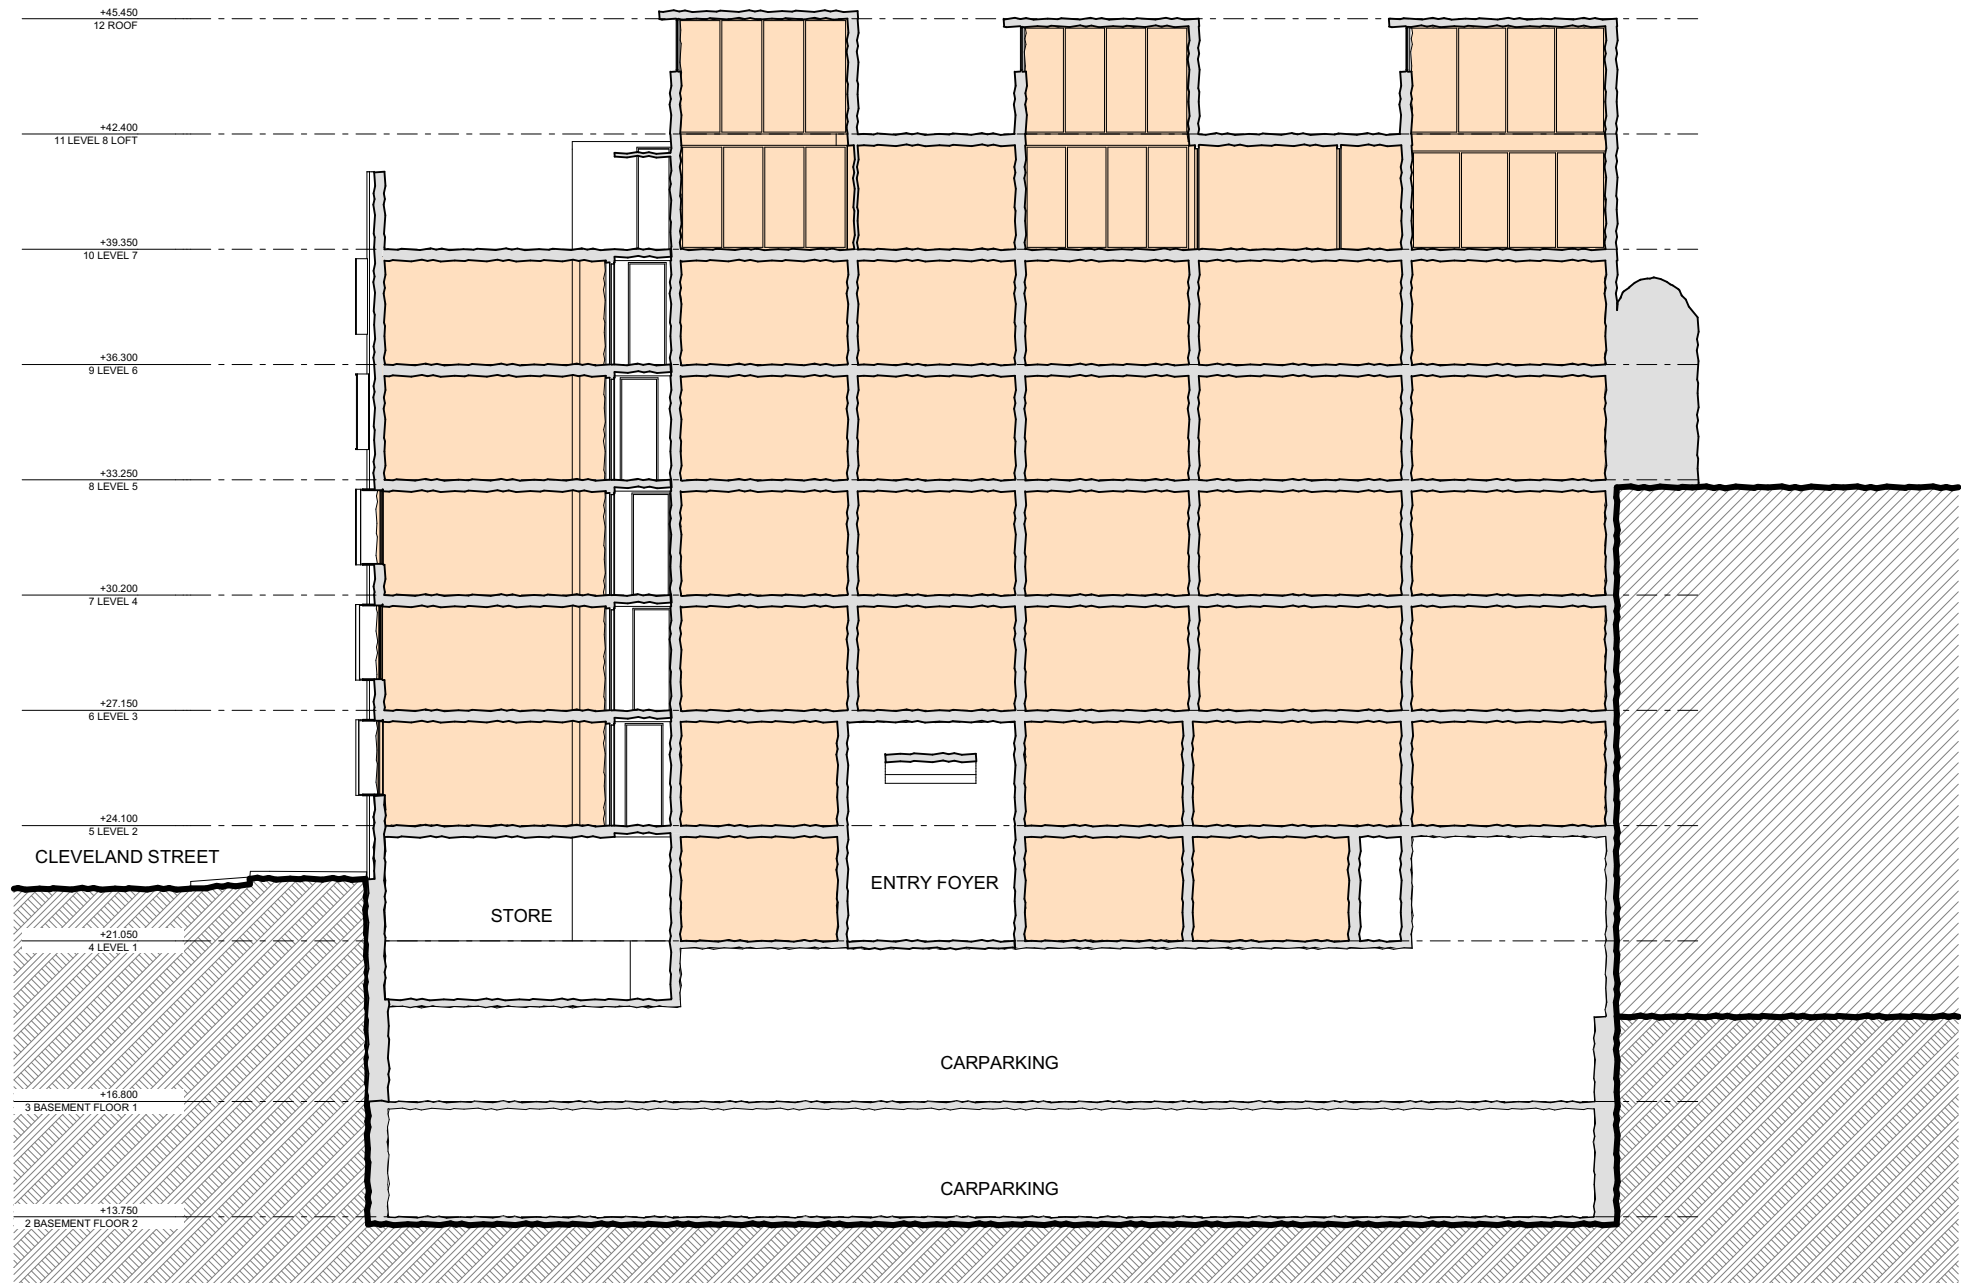 +45.450
12 ROOF
+42.400
11 LEVEL 8 LOFT
+39.350
10 LEVEL 7
+36.300
9 LEVEL 6
+33.250
8 LEVEL 5
+30.200
7 LEVEL 4
+27.150
6 LEVEL 3
+24.100
5 LEVEL 2
CLEVELAND STREET
ENTRY FOYER
STORE
+21.050
4 LEVEL 1
CARPARKING
+16.800
3 BASEMENT FLOOR 1
CARPARKING
+13.750
2 BASEMENT FLOOR 2